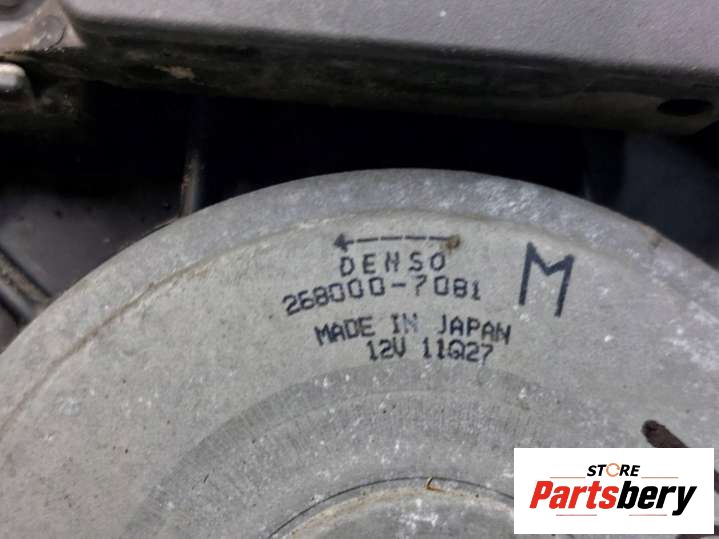 DENSO
268000-7081
M
MADE IN JAPAN
12V 11Q27
STORE
Partsbery